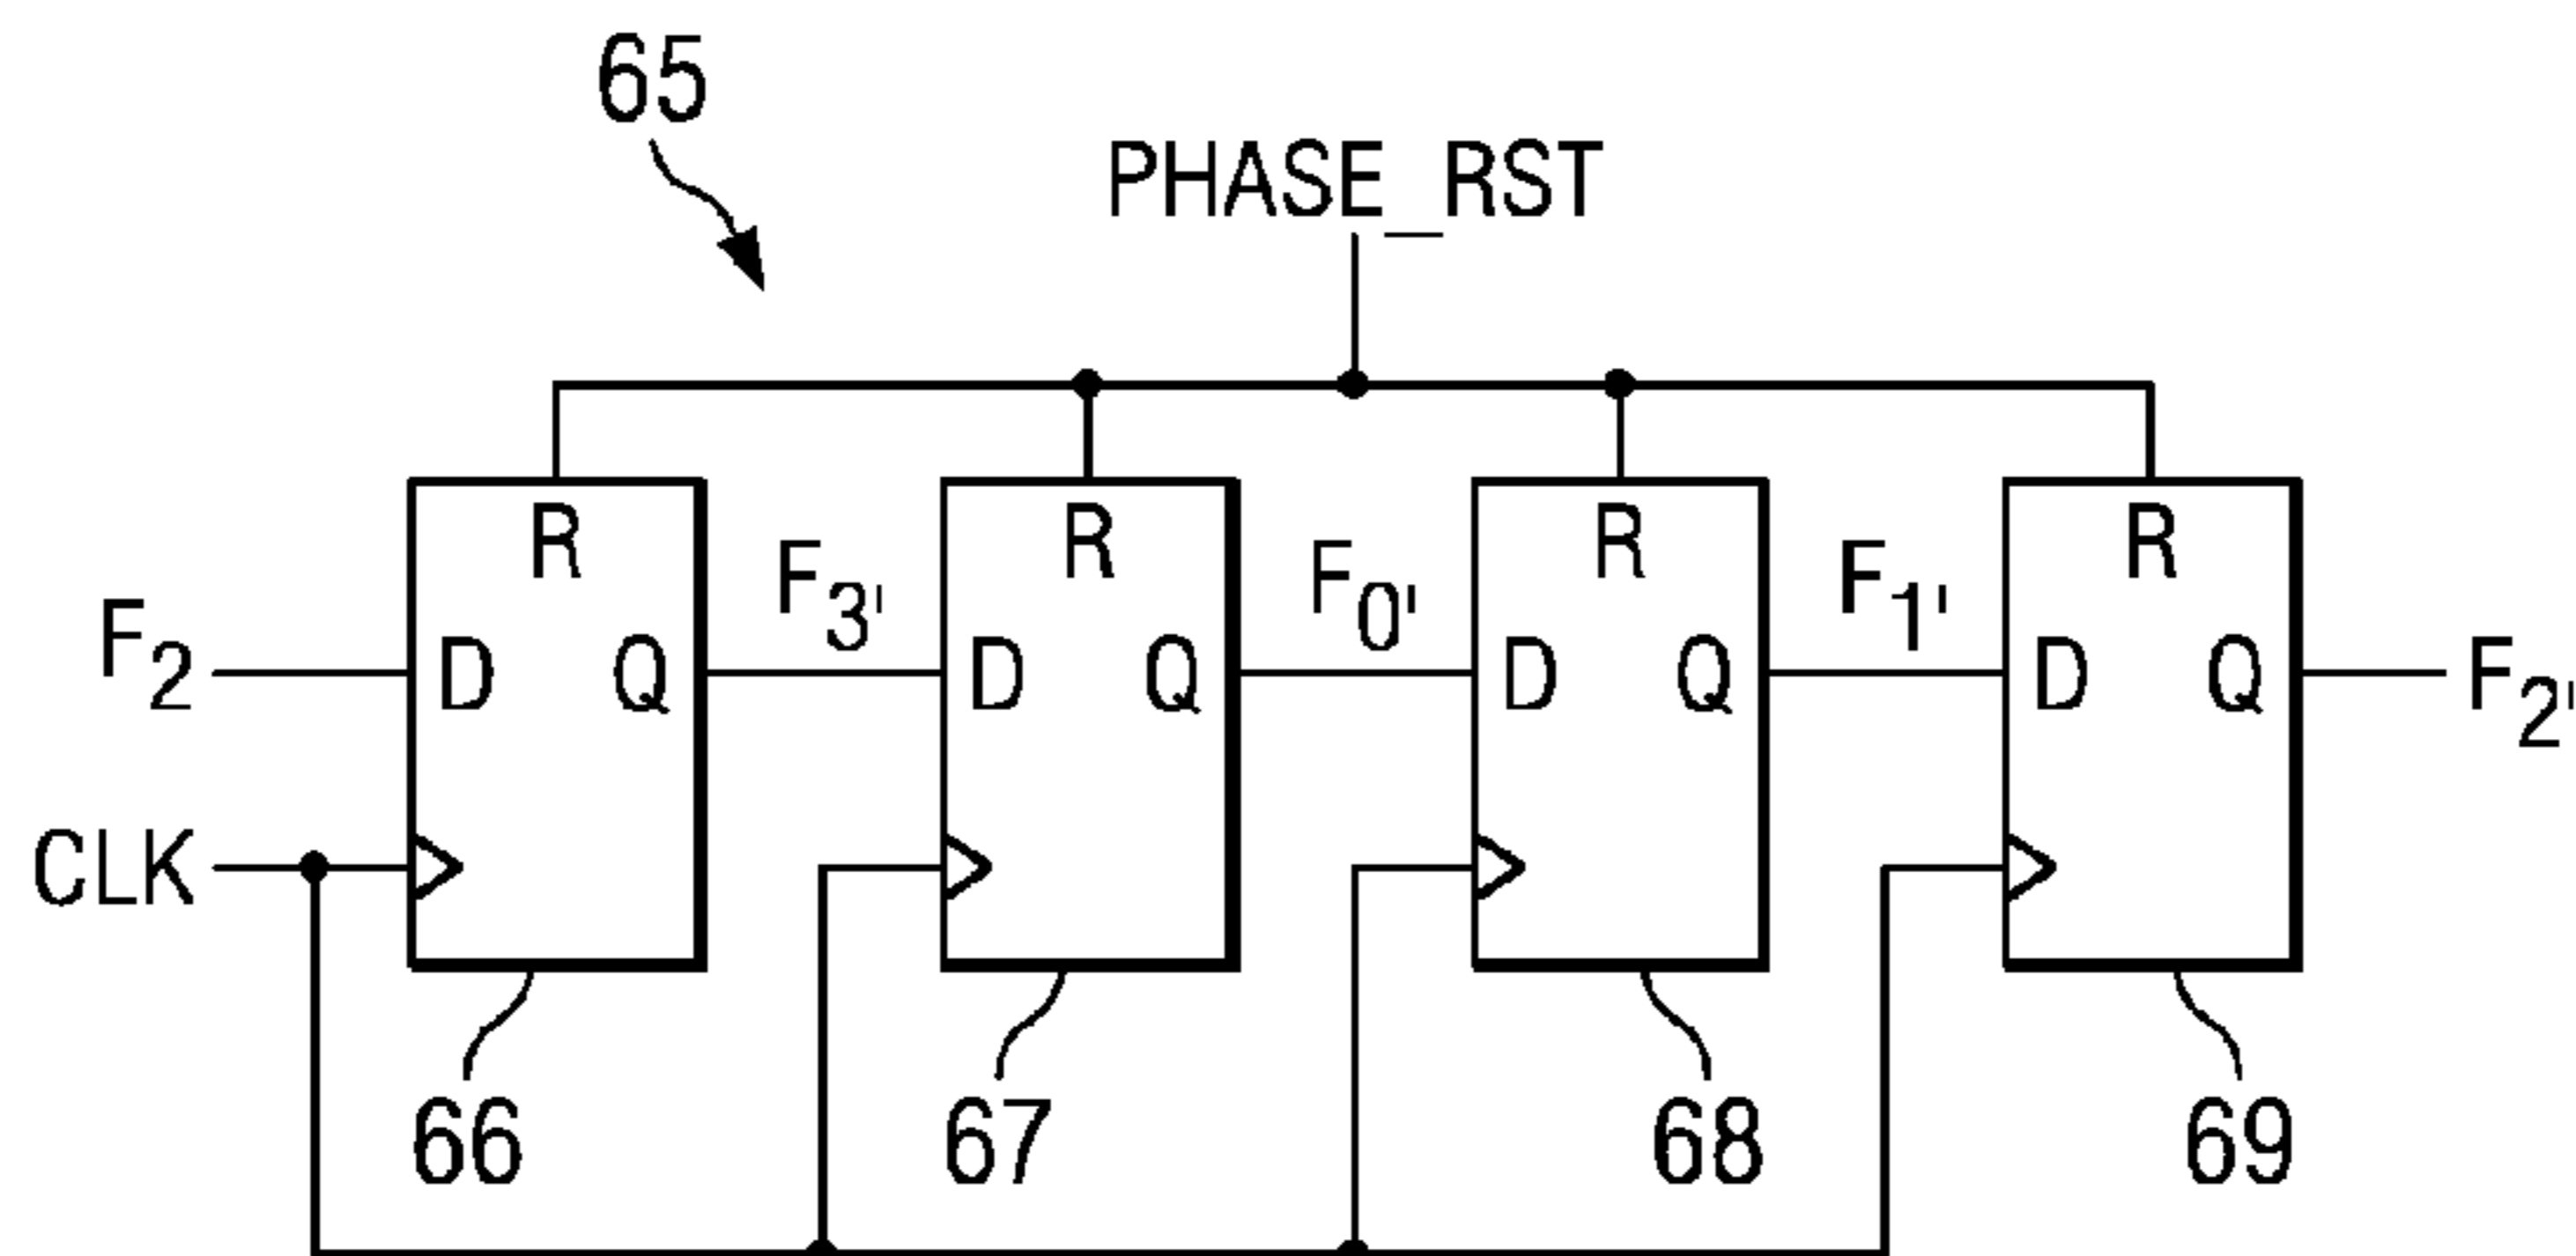 65
PHASE_RST
R R R R
F3' F0' F1'
F2 D Q D Q D Q D Q F2'
CLK
66 67 68 69